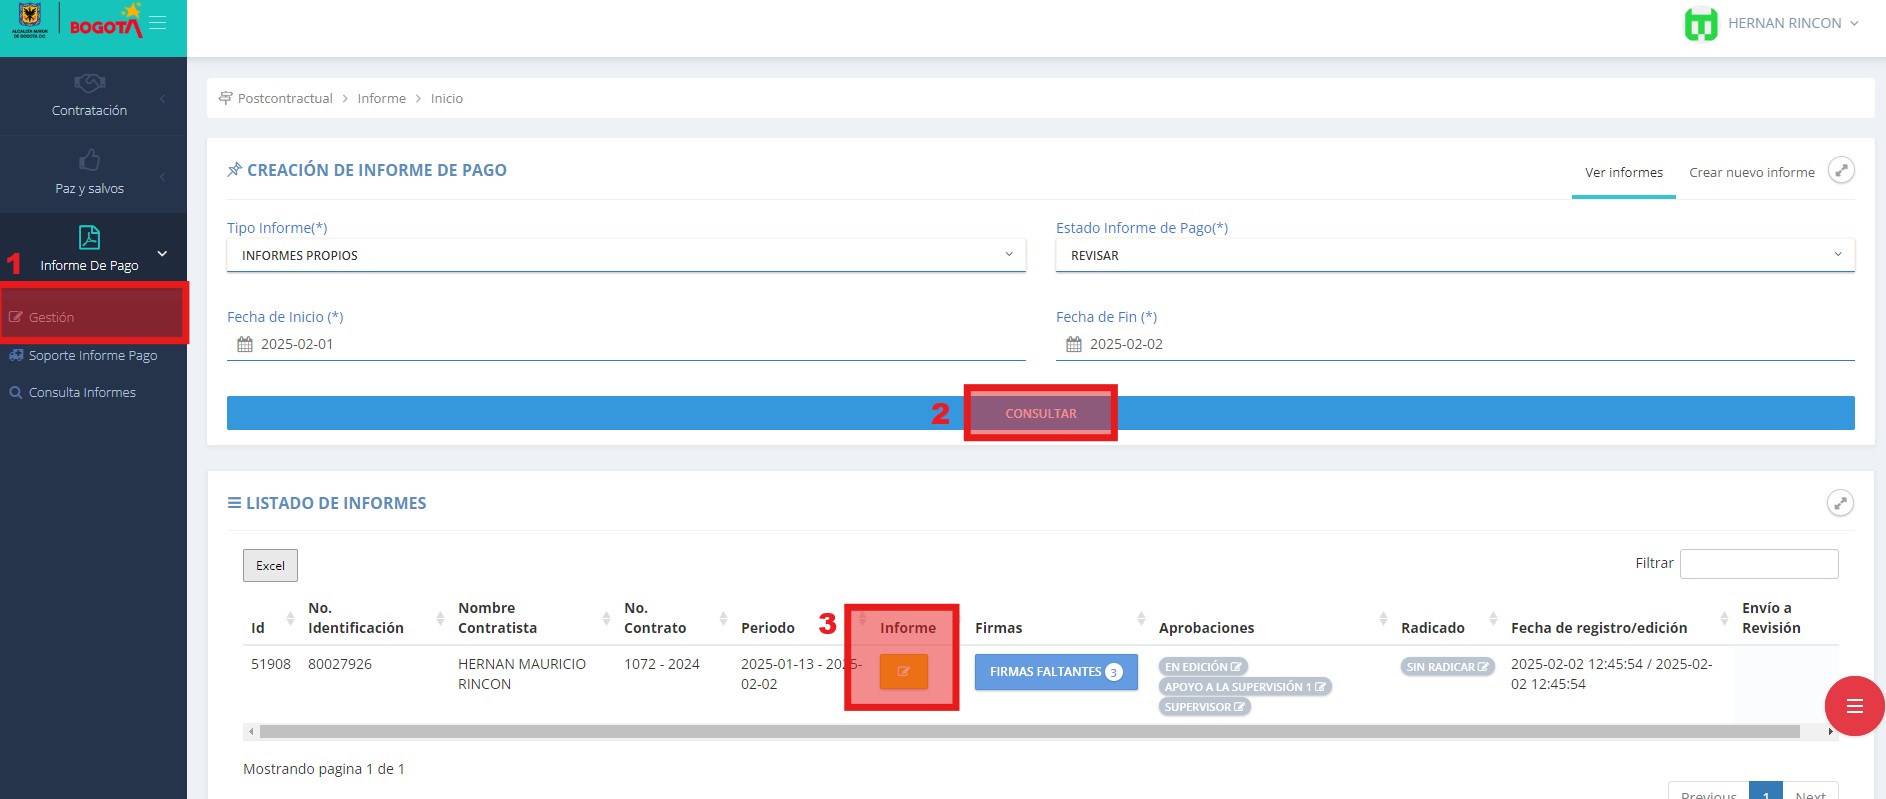 ALCALDÍA MAYOR
DE BOGOTÁ D.C.
BOGOTÁ
HERNAN RINCON
Contratación
Paz y salvos
1
Informe De Pago
Gestión
Soporte Informe Pago
Consulta Informes
Postcontractual > Informe > Inicio
CREACIÓN DE INFORME DE PAGO
Ver informes Crear nuevo informe
Tipo Informe(*) Estado Informe de Pago(*)
INFORMES PROPIOS REVISAR
Fecha de Inicio (*) Fecha de Fin (*)
2025-02-01 2025-02-02
2 CONSULTAR
LISTADO DE INFORMES
Excel Filtrar
Id No. Identificación Nombre Contratista No. Contrato Periodo 3 Informe Firmas Aprobaciones Radicado Fecha de registro/edición Envío a Revisión
51908 80027926 HERNAN MAURICIO 1072 - 2024 2025-01-13 - 2025- FIRMAS FALTANTES 3 EN EDICIÓN SIN RADICAR 2025-02-02 12:45:54 / 2025-02-
RINCON 02-02 APOYO A LA SUPERVISIÓN 1 02 12:45:54
SUPERVISOR
Mostrando pagina 1 de 1
Previous 1 Next